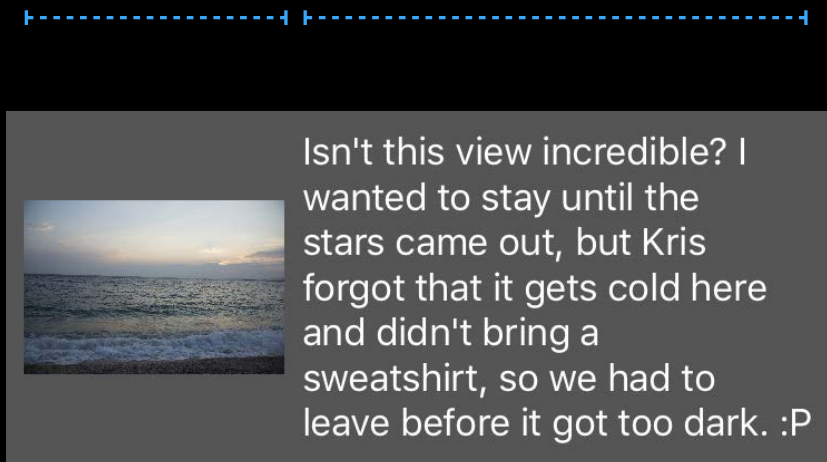 Isn't this view incredible? I
wanted to stay until the
stars came out, but Kris
forgot that it gets cold here
and didn't bring a
sweatshirt, so we had to
leave before it got too dark. :P